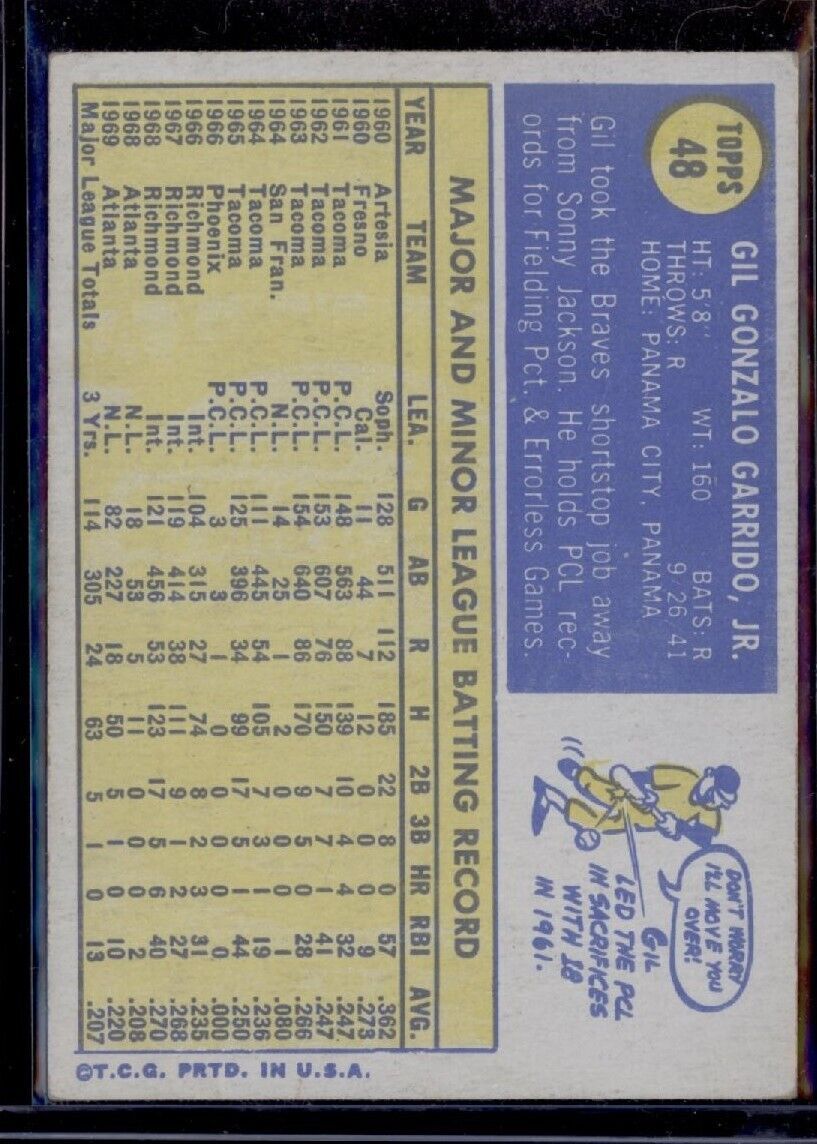 TOPPS
48
GIL GONZALO GARRIDO, JR.
HT: 5'8" WT: 160 BATS: R
THROWS: R 9/26/41
HOME: PANAMA CITY, PANAMA
Gil took the Braves shortstop job away
from Sonny Jackson. He holds PCL rec-
ords for Fielding Pct. & Errorless Games.
DON'T WORRY
I'LL MOVE YOU
OVER!
GIL
LED THE PCL
IN SACRIFICES
WITH 18
IN 1961.
MAJOR AND MINOR LEAGUE BATTING RECORD
YEAR TEAM LEA. G AB R H 2B 3B HR RBI AVG.
1960 Artesia Soph. 128 511 112 185 22 8 0 57 .362
1960 Fresno Cal. 11 44 7 12 0 0 0 9 .273
1961 Tacoma P.C.L. 148 563 88 139 10 4 4 32 .247
1962 Tacoma P.C.L. 153 607 76 150 7 7 1 41 .247
1963 Tacoma P.C.L. 154 640 86 170 9 5 0 28 .266
1964 San Fran. N.L. 14 25 1 2 0 0 0 1 .080
1964 Tacoma P.C.L. 111 445 54 105 7 3 1 19 .236
1965 Tacoma P.C.L. 125 396 34 99 17 5 1 44 .250
1966 Phoenix P.C.L. 3 3 1 0 0 0 0 0 .000
1966 Richmond Int. 104 315 27 74 8 2 3 31 .235
1967 Richmond Int. 119 414 38 111 9 1 2 27 .268
1968 Richmond Int. 121 456 53 123 17 5 6 40 .270
1968 Atlanta N.L. 18 53 5 11 0 0 0 2 .208
1969 Atlanta N.L. 82 227 18 50 5 1 0 10 .220
Major League Totals 3 Yrs. 114 305 24 63 5 1 0 13 .207
©T.C.G. PRTD. IN U.S.A.